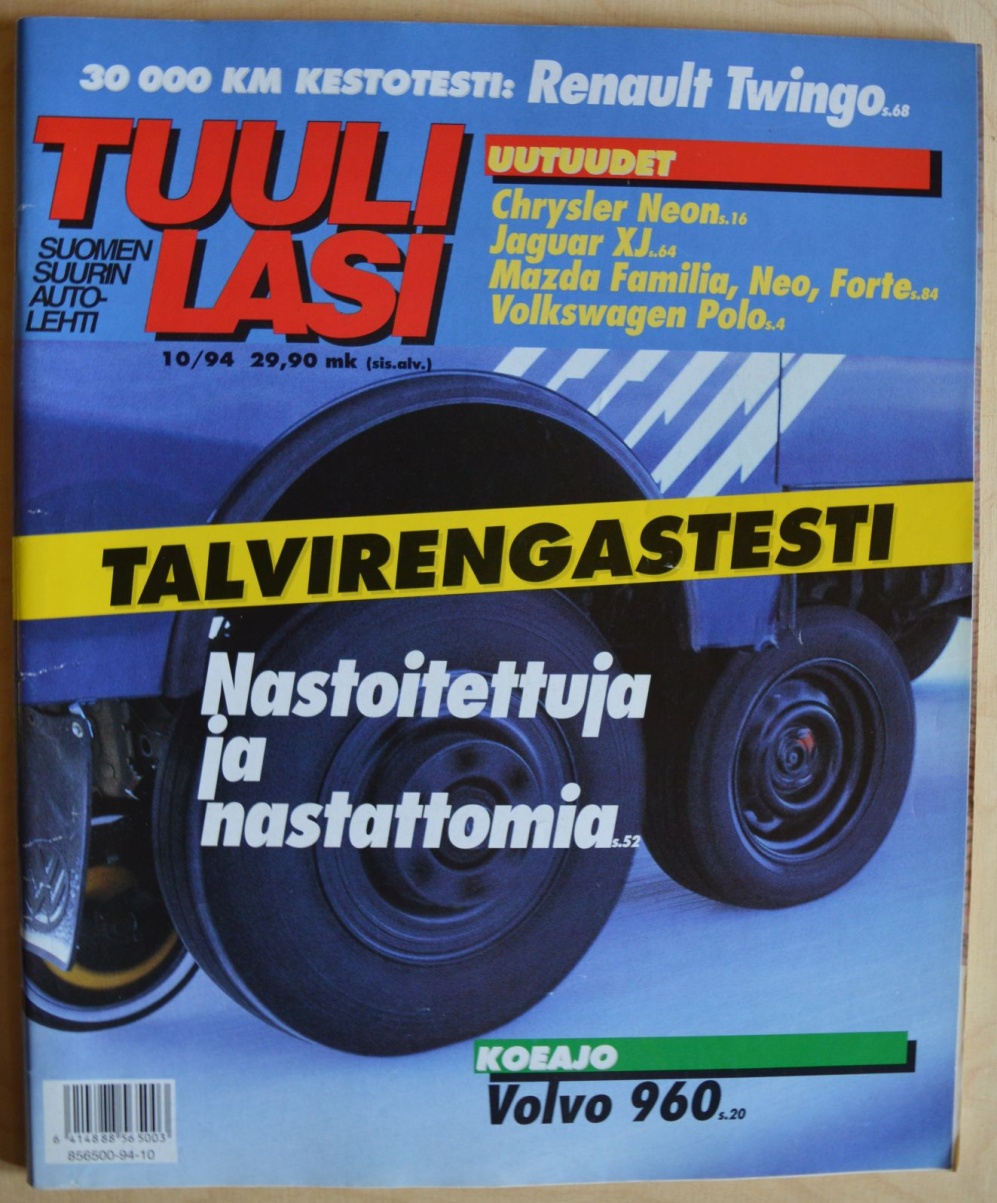 30 000 KM KESTOTESTI: Renault Twingo s.68
TUULI
LASI
SUOMEN
SUURIN
AUTO-
LEHTI
10/94 29,90 mk (sis.alv.)
UUTUUDET
Chrysler Neon s.16
Jaguar XJ s.64
Mazda Familia, Neo, Forte s.84
Volkswagen Polo s.4
TALVIRENGASTESTI
Nastoitettuja
ja
nastattomia s.52
KOEAJO
Volvo 960 s.20
6 414888 565003
856500-94-10